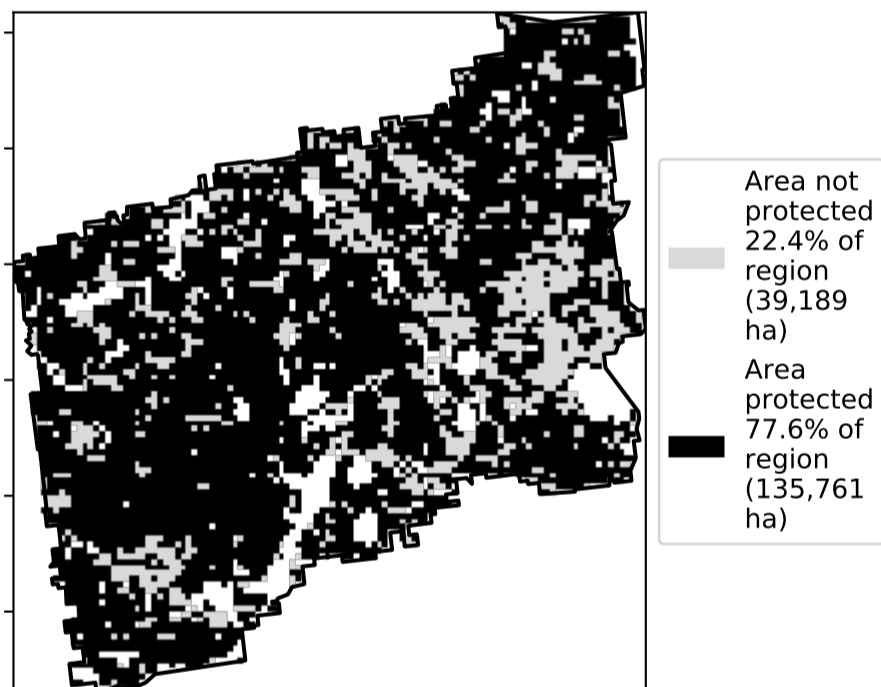 Area not
protected
22.4% of
region
(39,189
ha)
Area
protected
77.6% of
region
(135,761
ha)